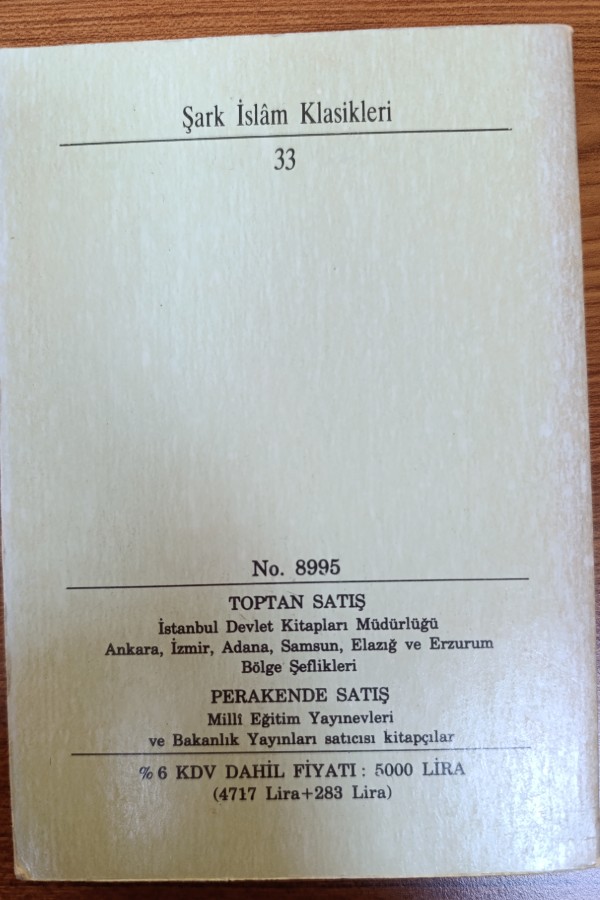 Şark İslâm Klasikleri
33
No. 8995
TOPTAN SATIŞ
İstanbul Devlet Kitapları Müdürlüğü
Ankara, İzmir, Adana, Samsun, Elazığ ve Erzurum
Bölge Şeflikleri
PERAKENDE SATIŞ
Millî Eğitim Yayınevleri
ve Bakanlık Yayınları satıcısı kitapçılar
%6 KDV DAHİL FİYATI : 5000 LİRA
(4717 Lira+283 Lira)